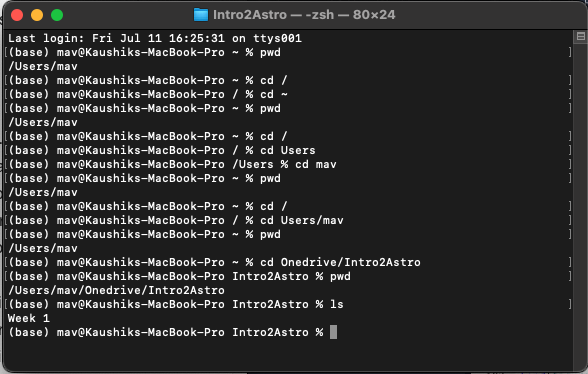 Intro2Astro — -zsh — 80×24
Last login: Fri Jul 11 16:25:31 on ttys001
[(base) mav@Kaushiks-MacBook-Pro ~ % pwd ]
/Users/mav
[(base) mav@Kaushiks-MacBook-Pro ~ % cd / ]
[(base) mav@Kaushiks-MacBook-Pro / % cd ~ ]
[(base) mav@Kaushiks-MacBook-Pro ~ % pwd ]
/Users/mav
[(base) mav@Kaushiks-MacBook-Pro ~ % cd / ]
[(base) mav@Kaushiks-MacBook-Pro / % cd Users ]
[(base) mav@Kaushiks-MacBook-Pro /Users % cd mav ]
[(base) mav@Kaushiks-MacBook-Pro ~ % pwd ]
/Users/mav
[(base) mav@Kaushiks-MacBook-Pro ~ % cd / ]
[(base) mav@Kaushiks-MacBook-Pro / % cd Users/mav ]
[(base) mav@Kaushiks-MacBook-Pro ~ % pwd ]
/Users/mav
[(base) mav@Kaushiks-MacBook-Pro ~ % cd Onedrive/Intro2Astro ]
[(base) mav@Kaushiks-MacBook-Pro Intro2Astro % pwd ]
/Users/mav/Onedrive/Intro2Astro
[(base) mav@Kaushiks-MacBook-Pro Intro2Astro % ls ]
Week 1
(base) mav@Kaushiks-MacBook-Pro Intro2Astro %